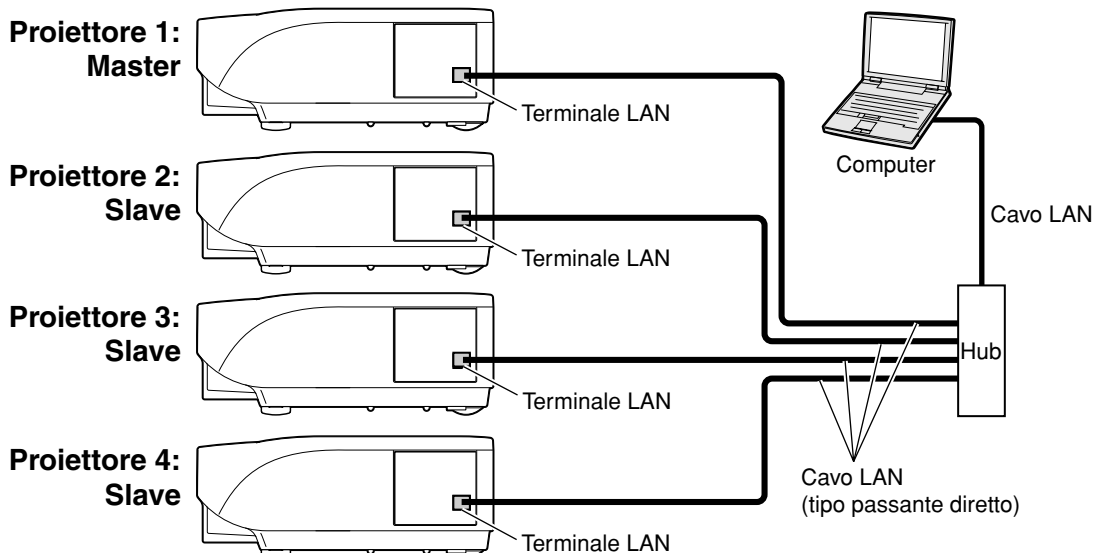 Proiettore 1:
Master
Terminale LAN
Computer
Proiettore 2:
Slave
Cavo LAN
Terminale LAN
Proiettore 3:
Slave
Hub
Terminale LAN
Proiettore 4:
Slave
Cavo LAN
(tipo passante diretto)
Terminale LAN